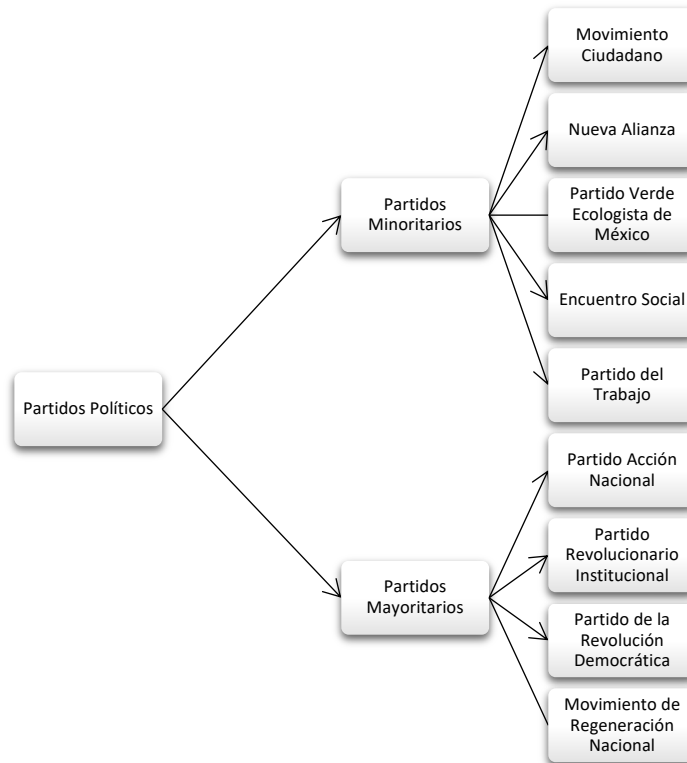 Partidos Políticos
Partidos
Minoritarios
Movimiento
Ciudadano
Nueva Alianza
Partido Verde
Ecologista de
México
Encuentro Social
Partido del
Trabajo
Partidos
Mayoritarios
Partido Acción
Nacional
Partido
Revolucionario
Institucional
Partido de la
Revolución
Democrática
Movimiento de
Regeneración
Nacional